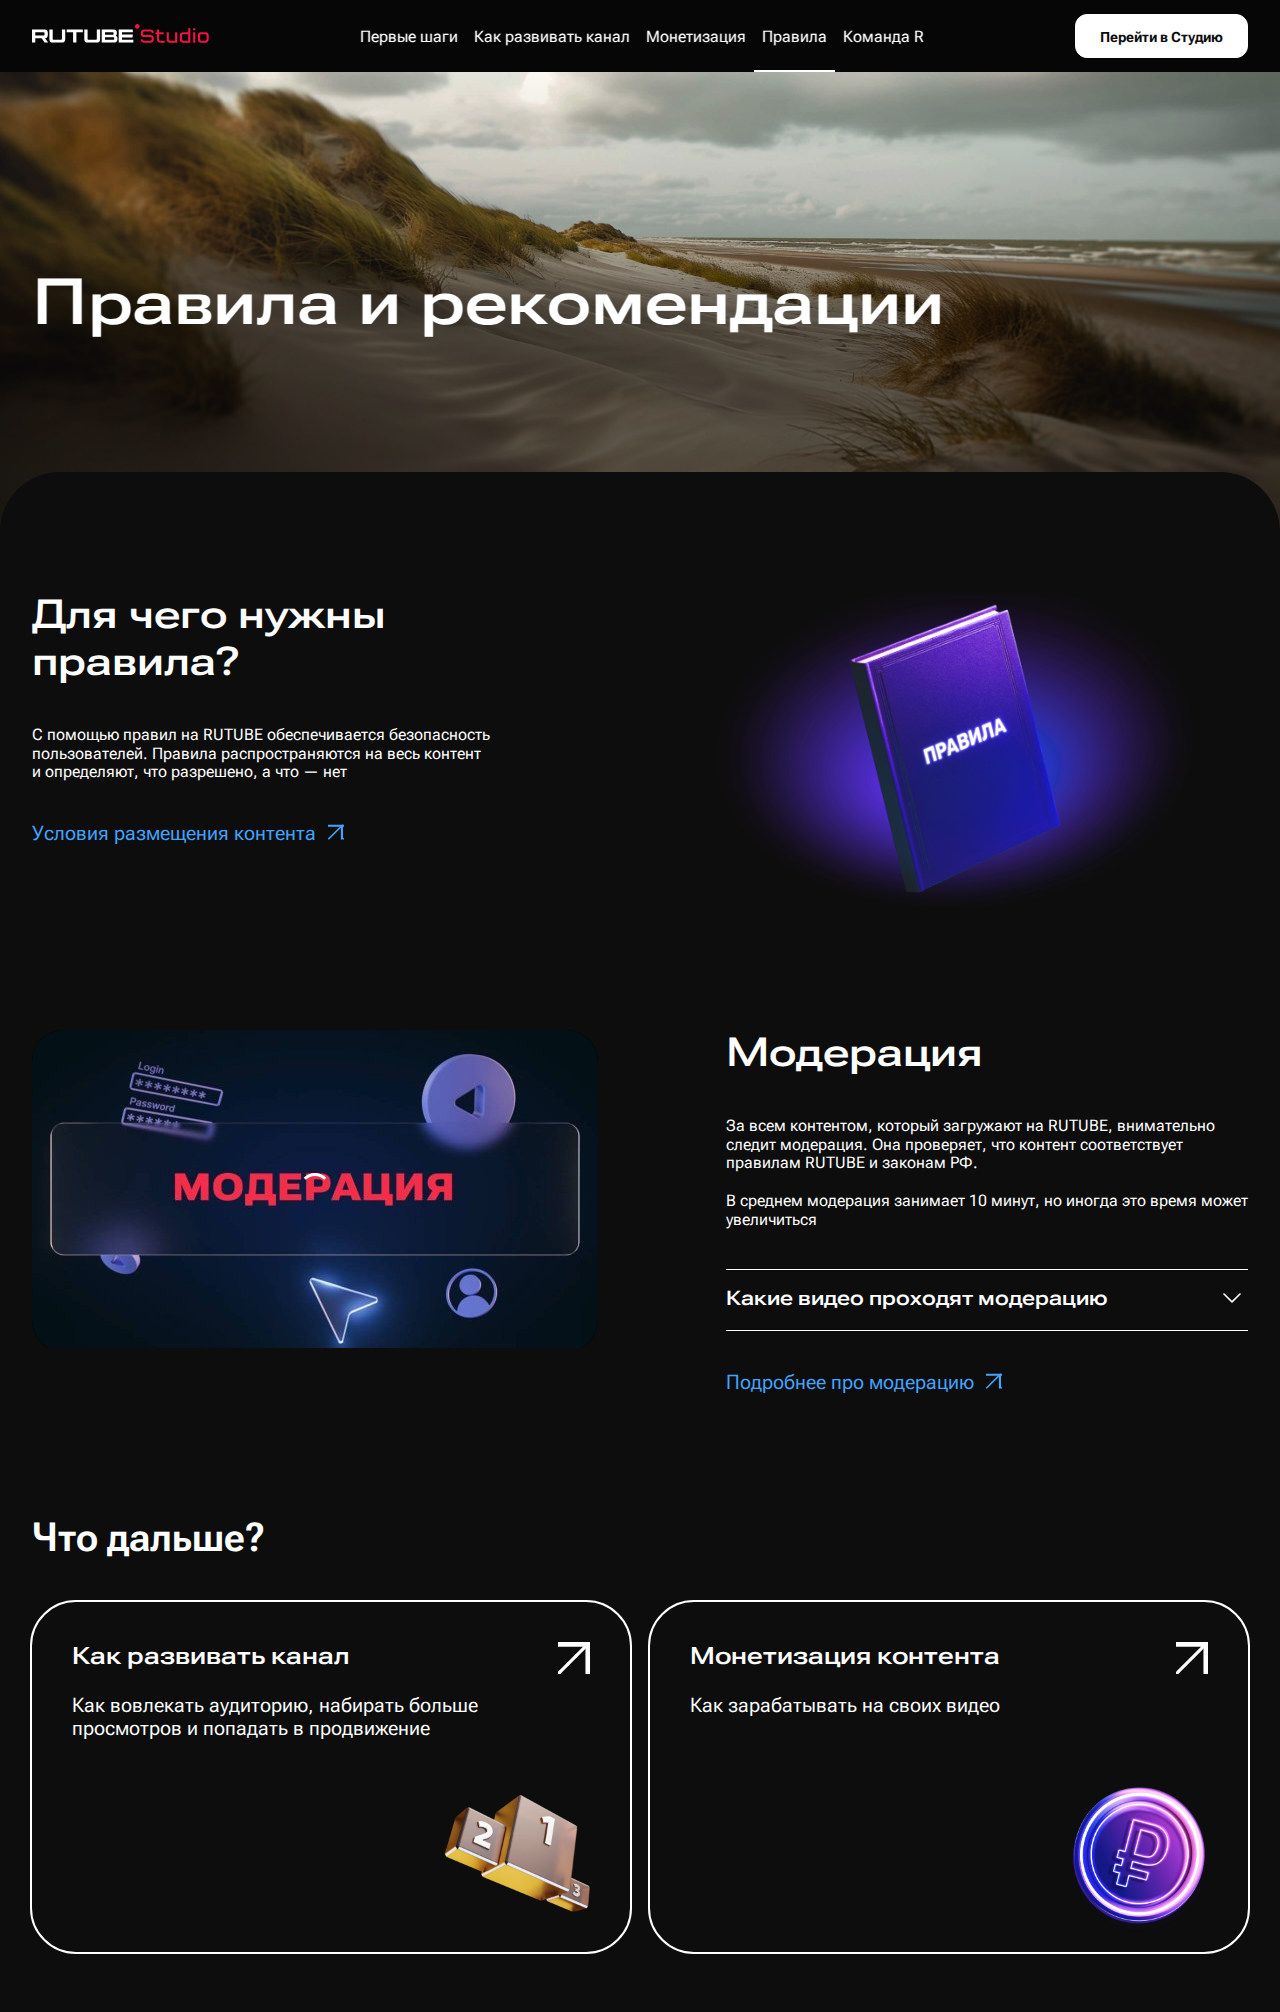 RUTUBE Studio
Первые шаги
Как развивать канал
Монетизация
Правила
Команда R
Перейти в Студию
Правила и рекомендации
Для чего нужны
правила?
С помощью правил на RUTUBE обеспечивается безопасность
пользователей. Правила распространяются на весь контент
и определяют, что разрешено, а что — нет
Условия размещения контента
ПРАВИЛА
Login
********
Password
******
МОДЕРАЦИЯ
Модерация
За всем контентом, который загружают на RUTUBE, внимательно
следит модерация. Она проверяет, что контент соответствует
правилам RUTUBE и законам РФ.
В среднем модерация занимает 10 минут, но иногда это время может
увеличиться
Какие видео проходят модерацию
Подробнее про модерацию
Что дальше?
Как развивать канал
Как вовлекать аудиторию, набирать больше
просмотров и попадать в продвижение
2
1
3
Монетизация контента
Как зарабатывать на своих видео
₽